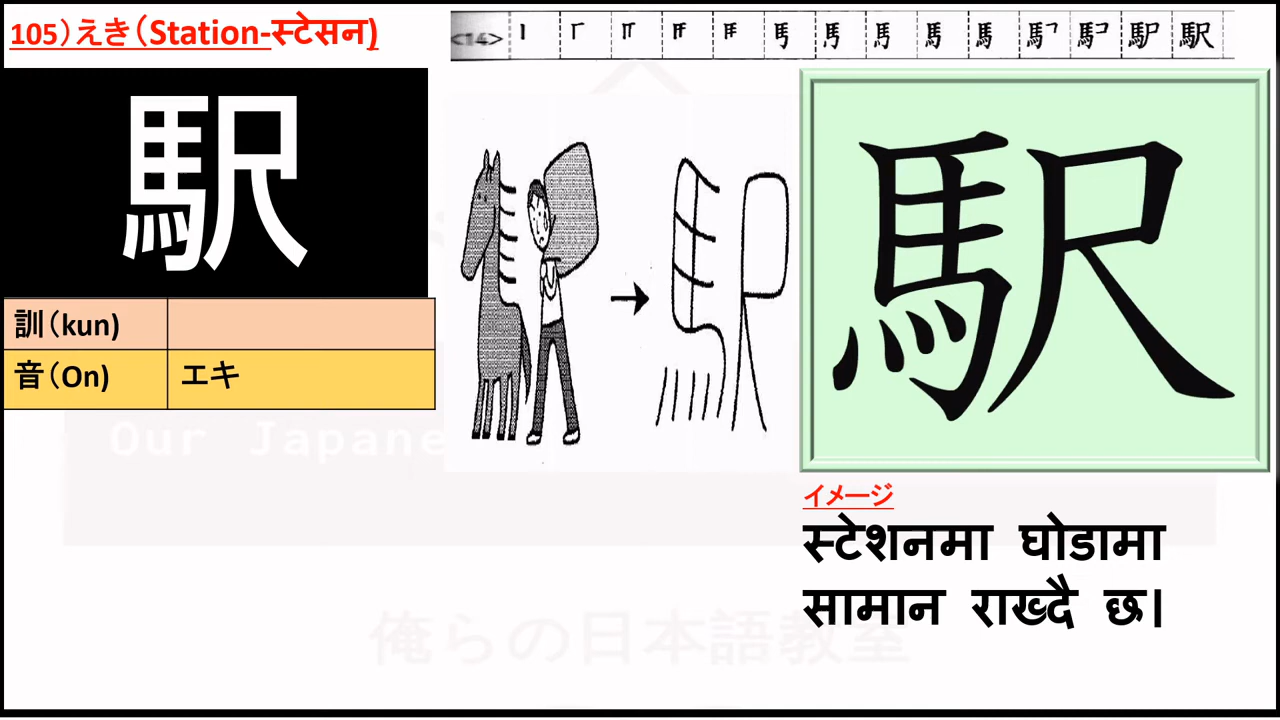 105）えき（Station-स्टेसन)
<14>
駅
訓（kun)
音（On) エキ
駅
Our Japane
イメージ
स्टेशनमा घोडामा
सामान राख्दै छ।
俺らの日本語教室